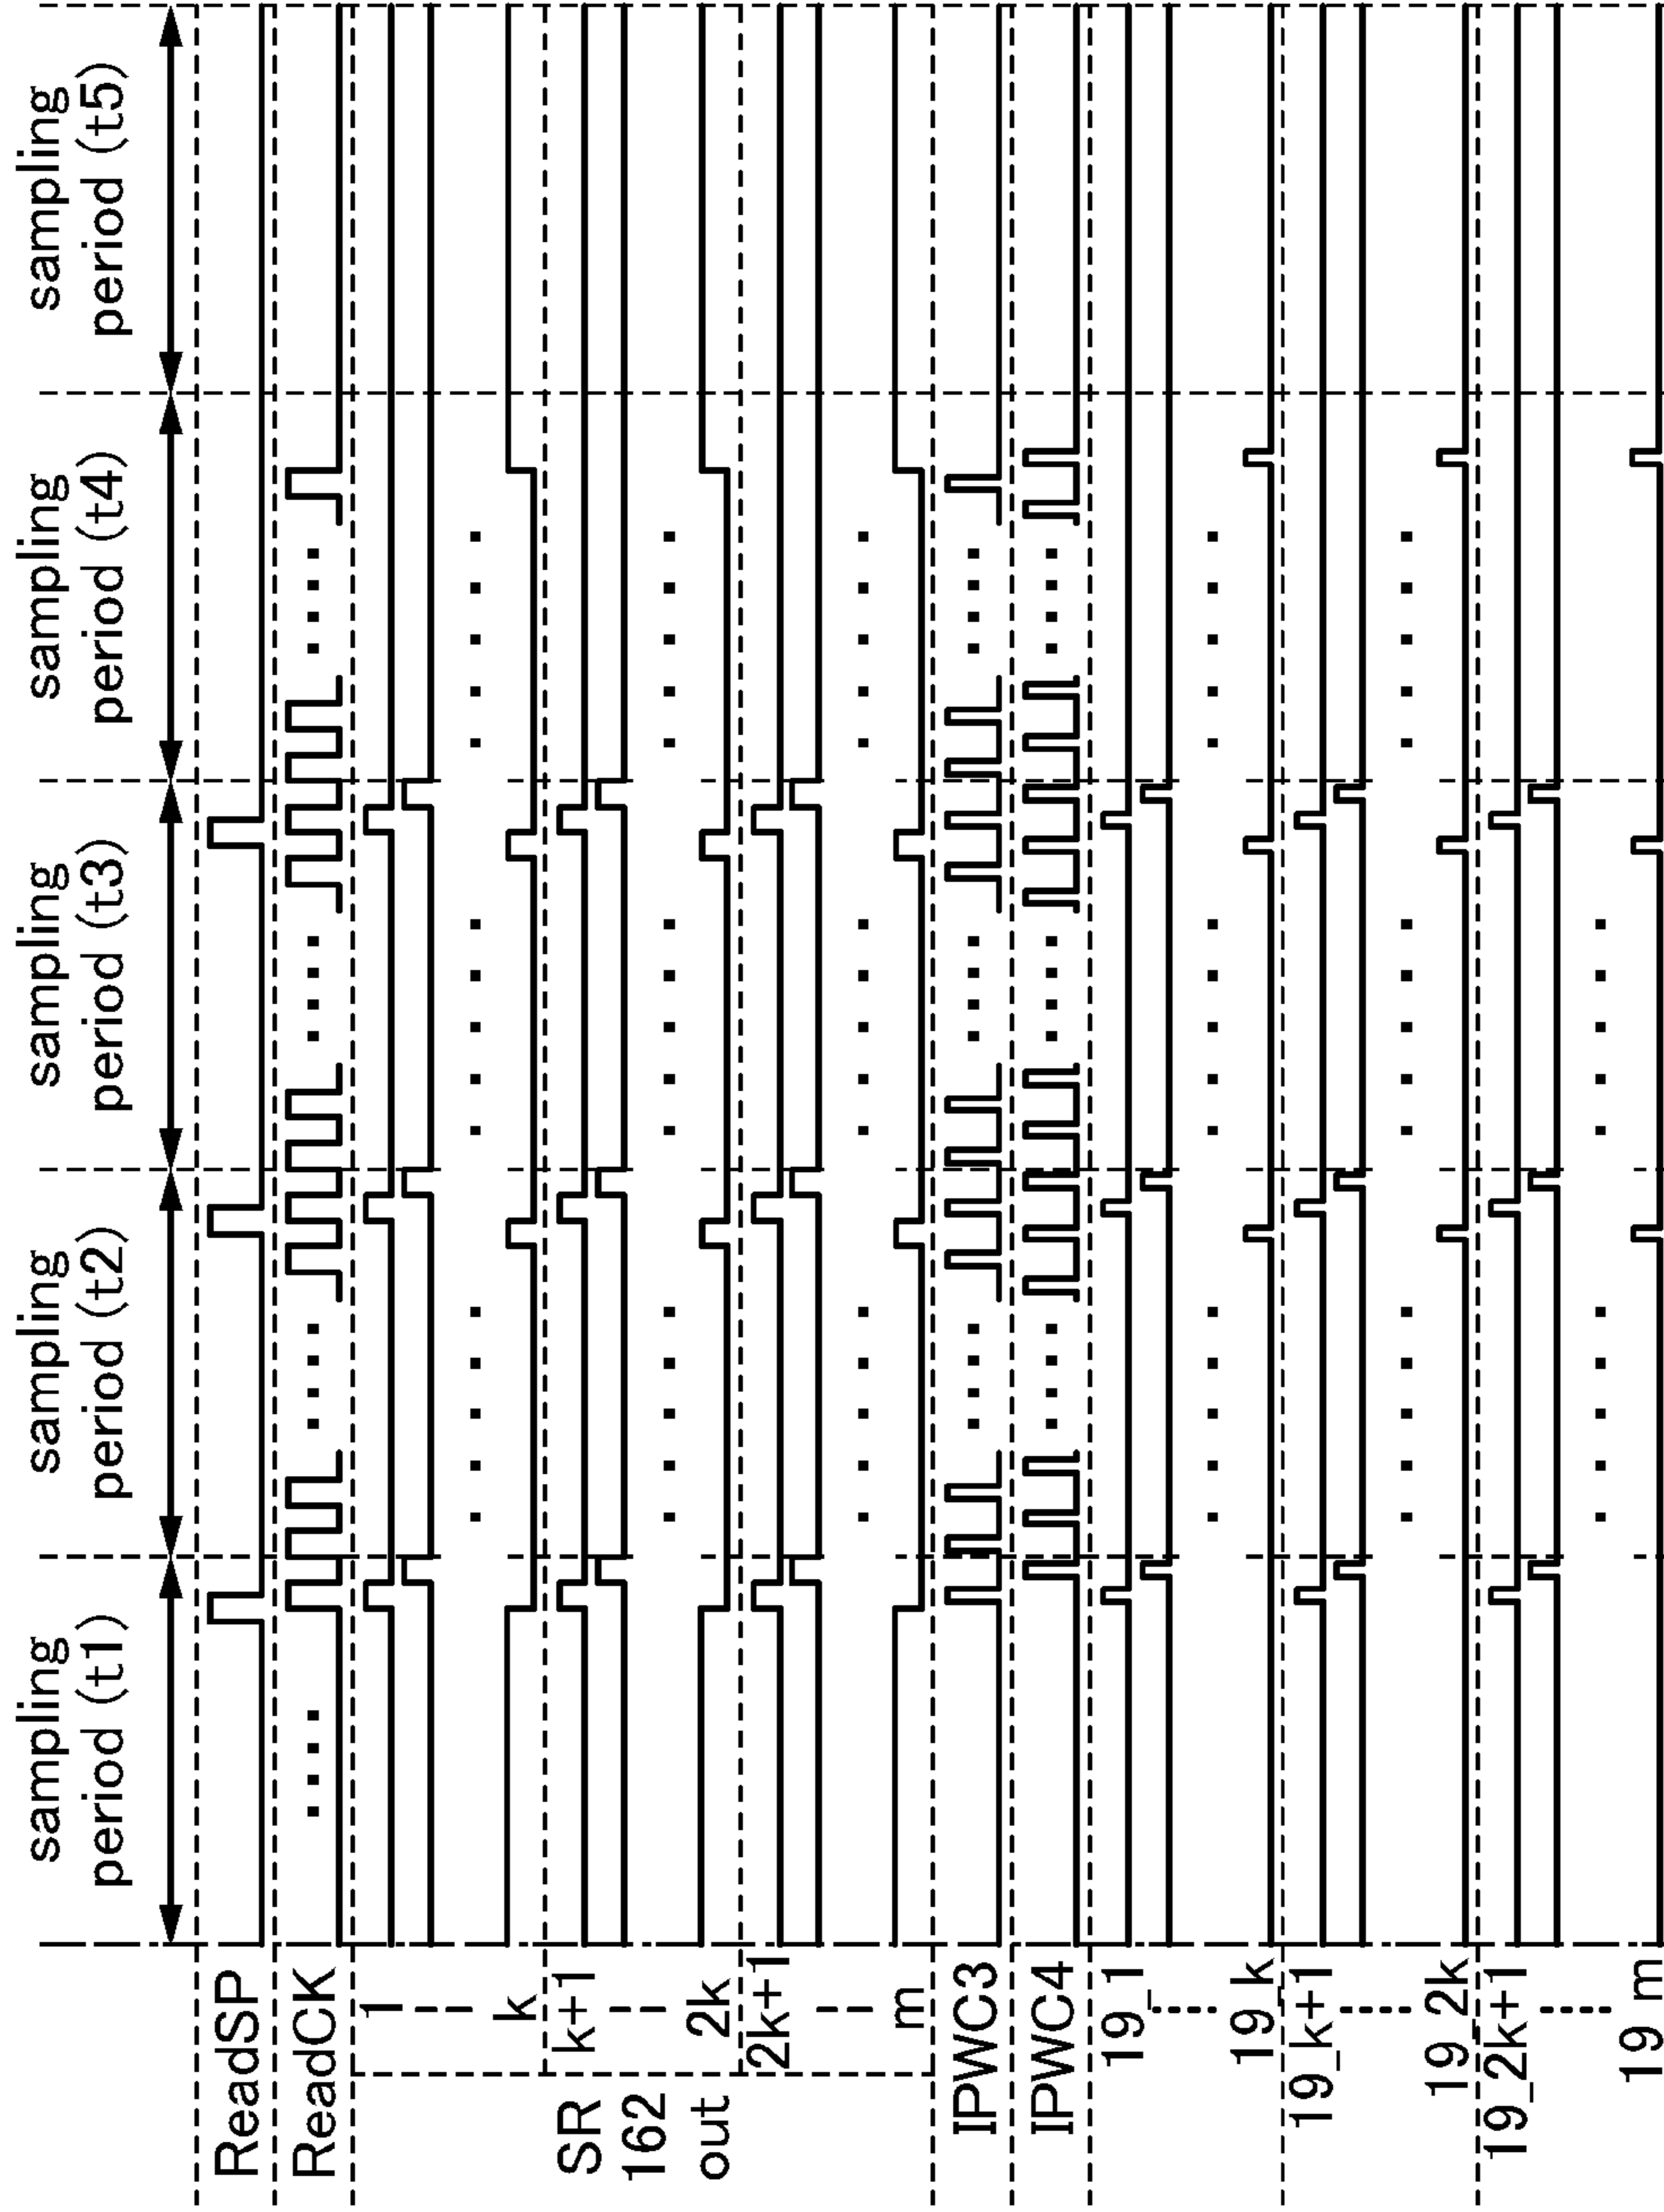 sampling
period (t1)
sampling
period (t2)
sampling
period (t3)
sampling
period (t4)
sampling
period (t5)
ReadSP
ReadCK
SR
162
out
1
k
k+1
2k
2k+1
m
IPWC3
IPWC4
19_1
19_k
19_k+1
19_2k
19_2k+1
19 m